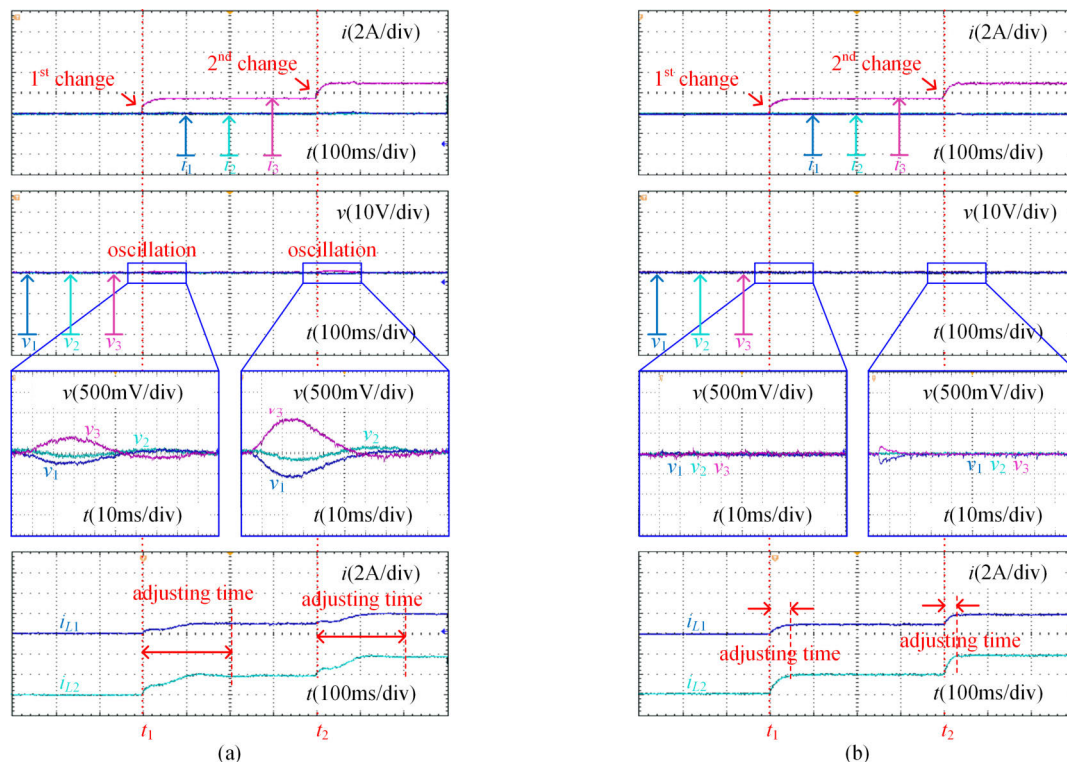 i(2A/div)
1st change
2nd change
i1 i2 i3
t(100ms/div)
v(10V/div)
oscillation
oscillation
v1 v2 v3
t(100ms/div)
v(500mV/div)
v3
v2
v1
t(10ms/div)
v(500mV/div)
v3
v2
v1
t(10ms/div)
i(2A/div)
adjusting time
adjusting time
iL1
iL2
t(100ms/div)
t1
t2
(a)
i(2A/div)
1st change
2nd change
i1 i2 i3
t(100ms/div)
v(10V/div)
v1 v2 v3
t(100ms/div)
v(500mV/div)
v1 v2 v3
t(10ms/div)
v(500mV/div)
v1 v2 v3
t(10ms/div)
i(2A/div)
iL1
adjusting time
adjusting time
iL2
t(100ms/div)
t1
t2
(b)